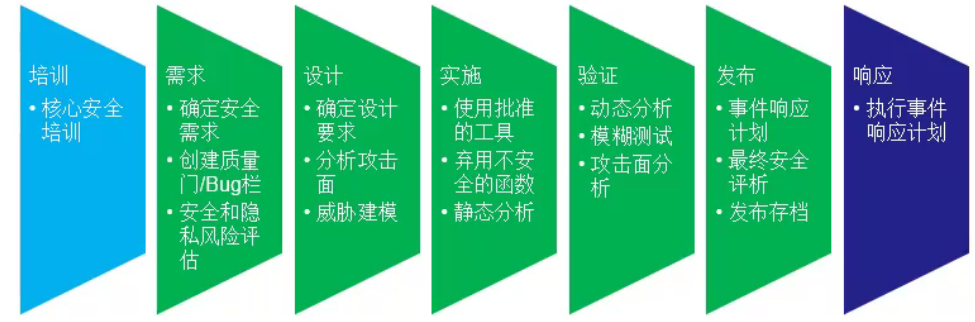 培训
• 核心安全
培训
需求
• 确定安全
需求
• 创建质量
门/Bug栏
• 安全和隐
私风险评
估
设计
• 确定设计
要求
• 分析攻击
面
• 威胁建模
实施
• 使用批准
的工具
• 弃用不安
全的函数
• 静态分析
验证
• 动态分析
• 模糊测试
• 攻击面分
析
发布
• 事件响应
计划
• 最终安全
评析
• 发布存档
响应
• 执行事件
响应计划